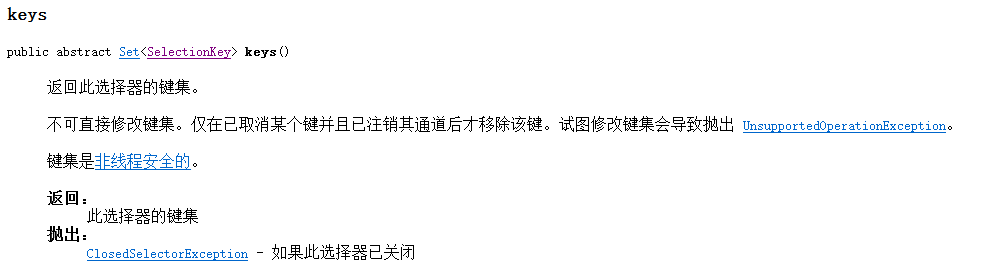 keys
public abstract Set<SelectionKey> keys()
返回此选择器的键集。
不可直接修改键集。仅在已取消某个键并且已注销其通道后才移除该键。试图修改键集会导致抛出 UnsupportedOperationException。
键集是非线程安全的。
返回：
此选择器的键集
抛出：
ClosedSelectorException - 如果此选择器已关闭